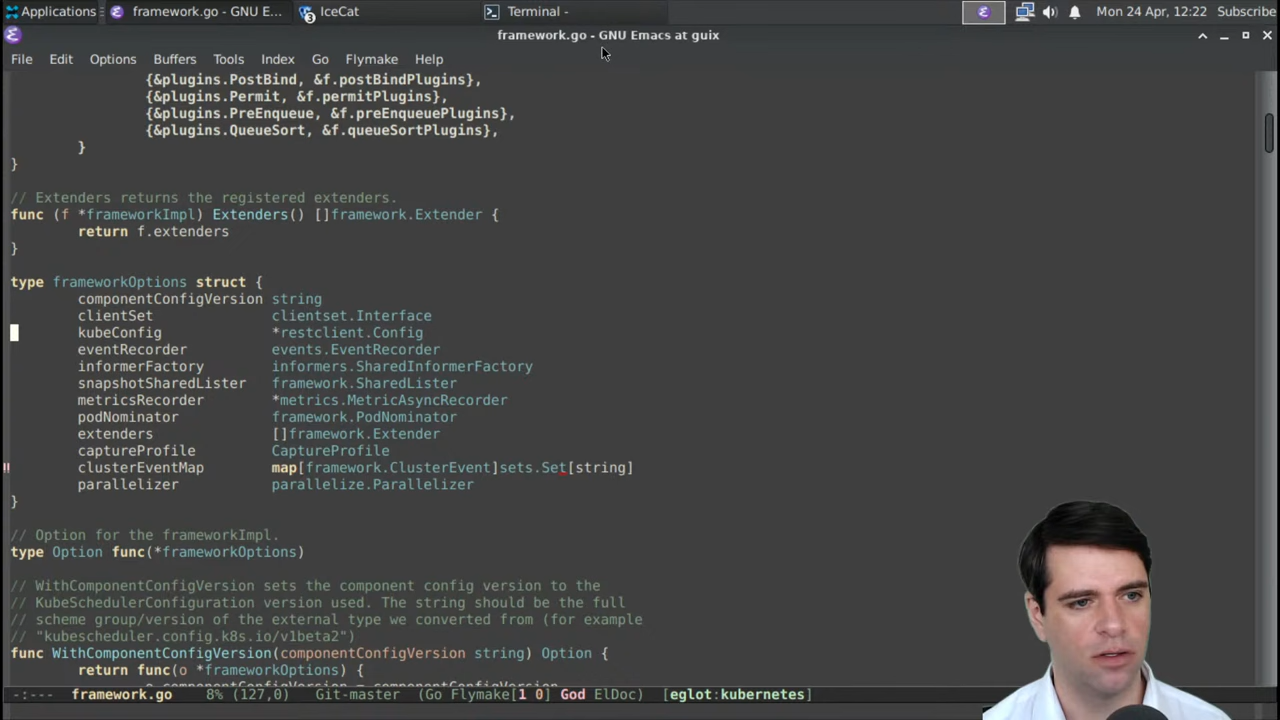 Applications
framework.go - GNU E...
3
IceCat
Terminal -
Mon 24 Apr, 12:22
Subscribe
framework.go - GNU Emacs at guix
File Edit Options Buffers Tools Index Go Flymake Help
{&plugins.PostBind, &f.postBindPlugins},
{&plugins.Permit, &f.permitPlugins},
{&plugins.PreEnqueue, &f.preEnqueuePlugins},
{&plugins.QueueSort, &f.queueSortPlugins},
}
}
// Extenders returns the registered extenders.
func (f *frameworkImpl) Extenders() []framework.Extender {
return f.extenders
}
type frameworkOptions struct {
componentConfigVersion string
clientSet clientset.Interface
kubeConfig *restclient.Config
eventRecorder events.EventRecorder
informerFactory informers.SharedInformerFactory
snapshotSharedLister framework.SharedLister
metricsRecorder *metrics.MetricAsyncRecorder
podNominator framework.PodNominator
extenders []framework.Extender
captureProfile CaptureProfile
!! clusterEventMap map[framework.ClusterEvent]sets.Set[string]
parallelizer parallelize.Parallelizer
}
// Option for the frameworkImpl.
type Option func(*frameworkOptions)
// WithComponentConfigVersion sets the component config version to the
// KubeSchedulerConfiguration version used. The string should be the full
// scheme group/version of the external type we converted from (for example
// "kubescheduler.config.k8s.io/v1beta2")
func WithComponentConfigVersion(componentConfigVersion string) Option {
return func(o *frameworkOptions) {
-:--- framework.go 8% (127,0) Git-master (Go Flymake[1 0] God ElDoc) [eglot:kubernetes]